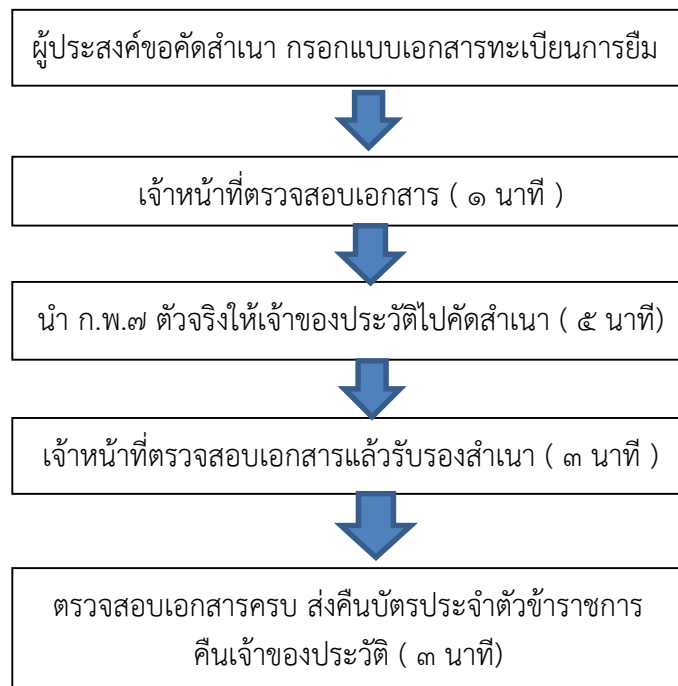 ผู้ประสงค์ขอคัดสำเนา กรอกแบบเอกสารทะเบียนการยืม
เจ้าหน้าที่ตรวจสอบเอกสาร ( ๑ นาที )
นำ ก.พ.๗ ตัวจริงให้เจ้าของประวัติไปคัดสำเนา ( ๕ นาที)
เจ้าหน้าที่ตรวจสอบเอกสารแล้วรับรองสำเนา ( ๓ นาที )
ตรวจสอบเอกสารครบ ส่งคืนบัตรประจำตัวข้าราชการ
คืนเจ้าของประวัติ ( ๓ นาที)